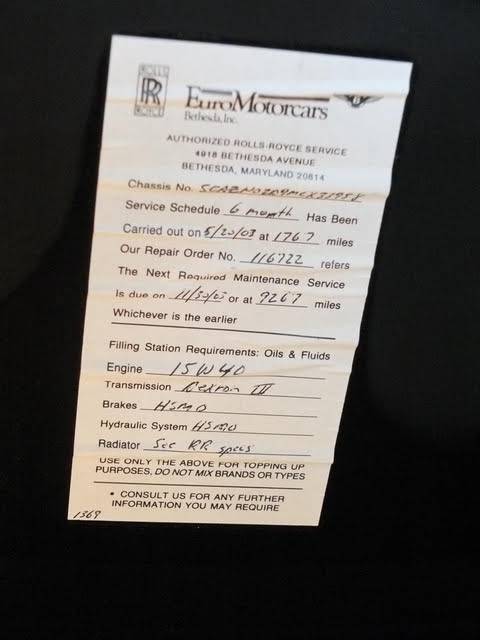 ROLLS
RR
ROYCE
EuroMotorcars
Bethesda, Inc.
B
AUTHORIZED ROLLS-ROYCE SERVICE
4918 BETHESDA AVENUE
BETHESDA, MARYLAND 20814
Chassis No.
Service Schedule 6 month Has Been
Carried out on 5/20/03 at 1767 miles
Our Repair Order No. 116722 refers
The Next Required Maintenance Service
Is due on or at 9267 miles
Whichever is the earlier
Filling Station Requirements: Oils & Fluids
Engine 15W40
Transmission Dexron III
Brakes HSMO
Hydraulic System HSMO
Radiator See RR specs
USE ONLY THE ABOVE FOR TOPPING UP
PURPOSES, DO NOT MIX BRANDS OR TYPES
• CONSULT US FOR ANY FURTHER
INFORMATION YOU MAY REQUIRE
1369